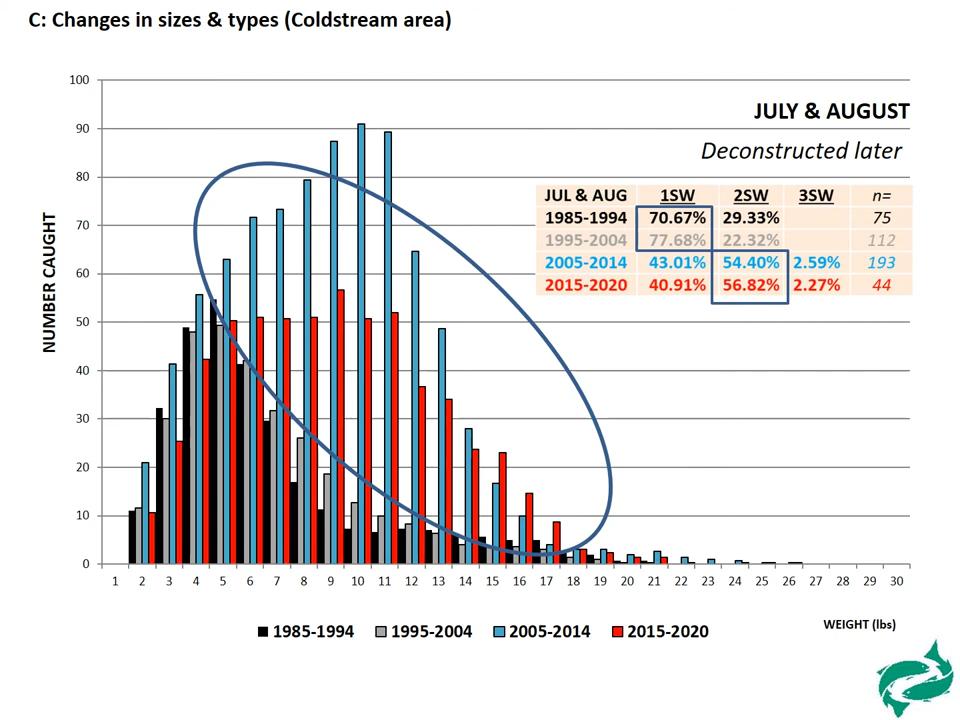 C: Changes in sizes & types (Coldstream area)
JULY & AUGUST
Deconstructed later
JUL & AUG 1SW 2SW 3SW n=
1985-1994 70.67% 29.33% 75
1995-2004 77.68% 22.32% 112
2005-2014 43.01% 54.40% 2.59% 193
2015-2020 40.91% 56.82% 2.27% 44
NUMBER CAUGHT
100
90
80
70
60
50
40
30
20
10
0
1 2 3 4 5 6 7 8 9 10 11 12 13 14 15 16 17 18 19 20 21 22 23 24 25 26 27 28 29 30
WEIGHT (lbs)
1985-1994 1995-2004 2005-2014 2015-2020